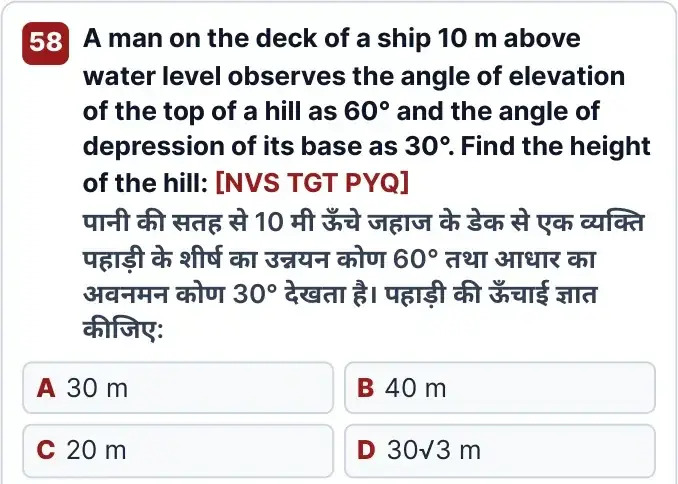 58 A man on the deck of a ship 10 m above
water level observes the angle of elevation
of the top of a hill as 60° and the angle of
depression of its base as 30°. Find the height
of the hill: [NVS TGT PYQ]
पानी की सतह से 10 मी ऊँचे जहाज के डेक से एक व्यक्ति
पहाड़ी के शीर्ष का उन्नयन कोण 60° तथा आधार का
अवनमन कोण 30° देखता है। पहाड़ी की ऊँचाई ज्ञात
कीजिए:
A 30 m
B 40 m
C 20 m
D 30√3 m